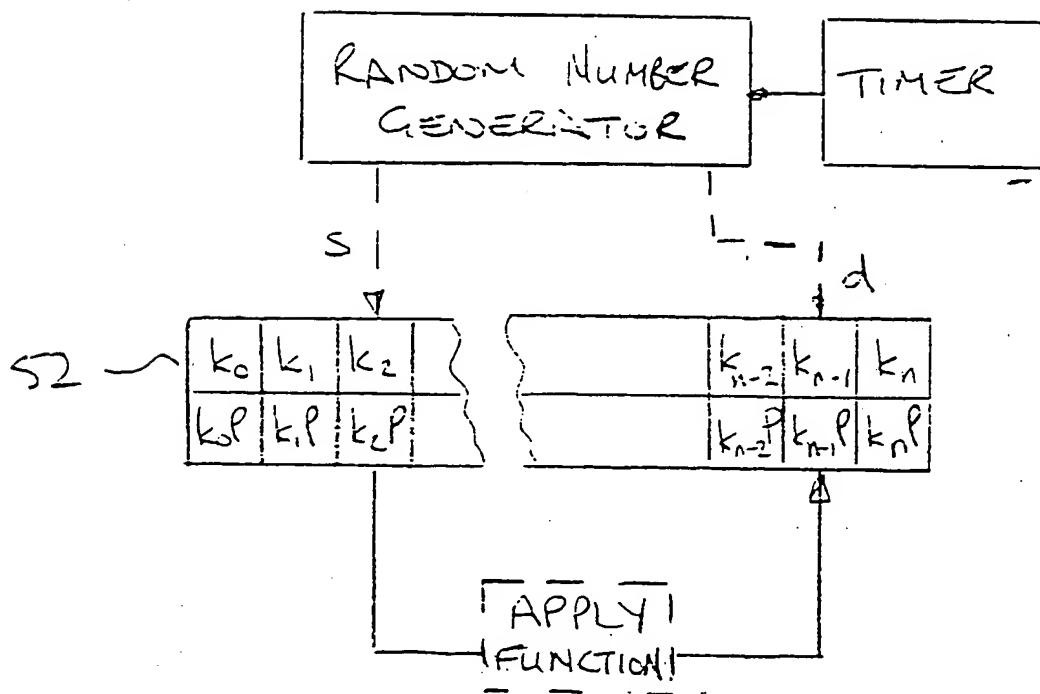 RANDOM NUMBER
GENERATOR
TIMER
s
d
52
k₀ k₁ k₂ kₙ₋₂ kₙ₋₁ kₙ
k₀P k₁P k₂P kₙ₋₂P kₙ₋₁P kₙP
APPLY
FUNCTION